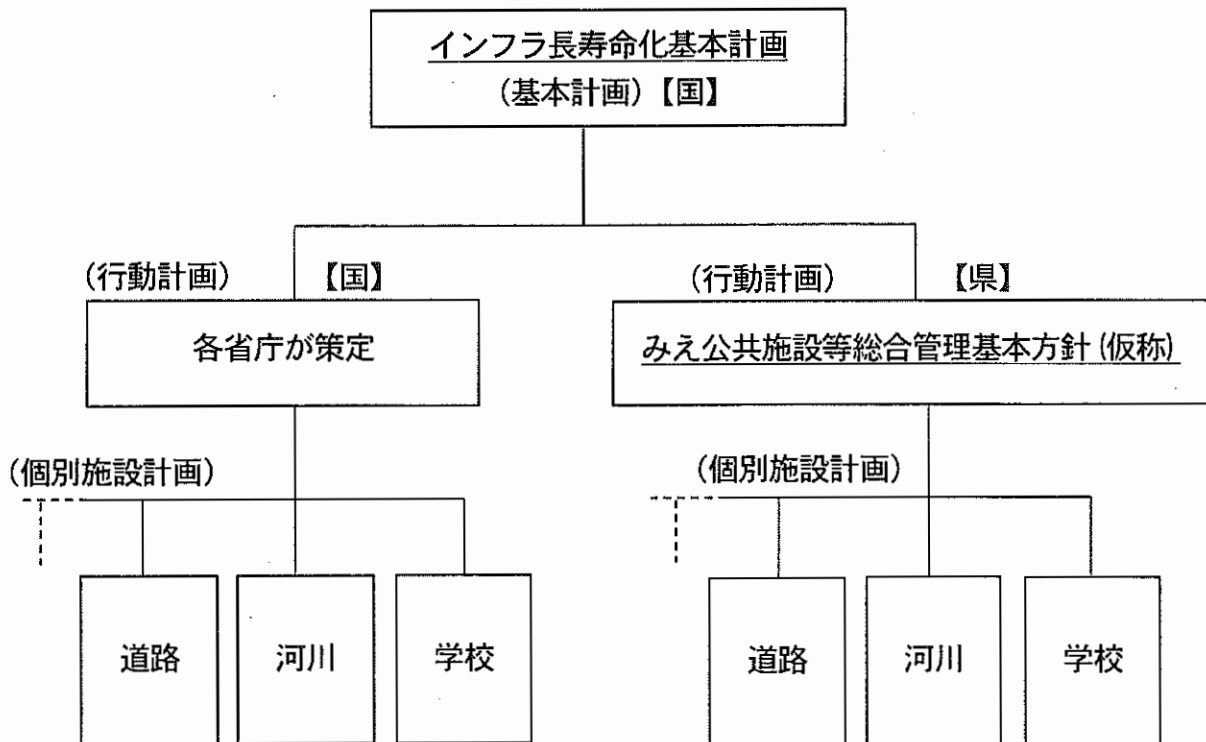 インフラ長寿命化基本計画
(基本計画)【国】
(行動計画) 【国】
各省庁が策定
(行動計画) 【県】
みえ公共施設等総合管理基本方針(仮称)
(個別施設計画)
道路
河川
学校
(個別施設計画)
道路
河川
学校